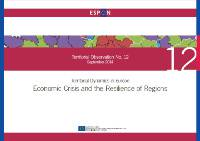 ESPON
Territorial Observation No. 12
September 2014
12
Territorial Dynamics in Europe
Economic Crisis and the Resilience of Regions